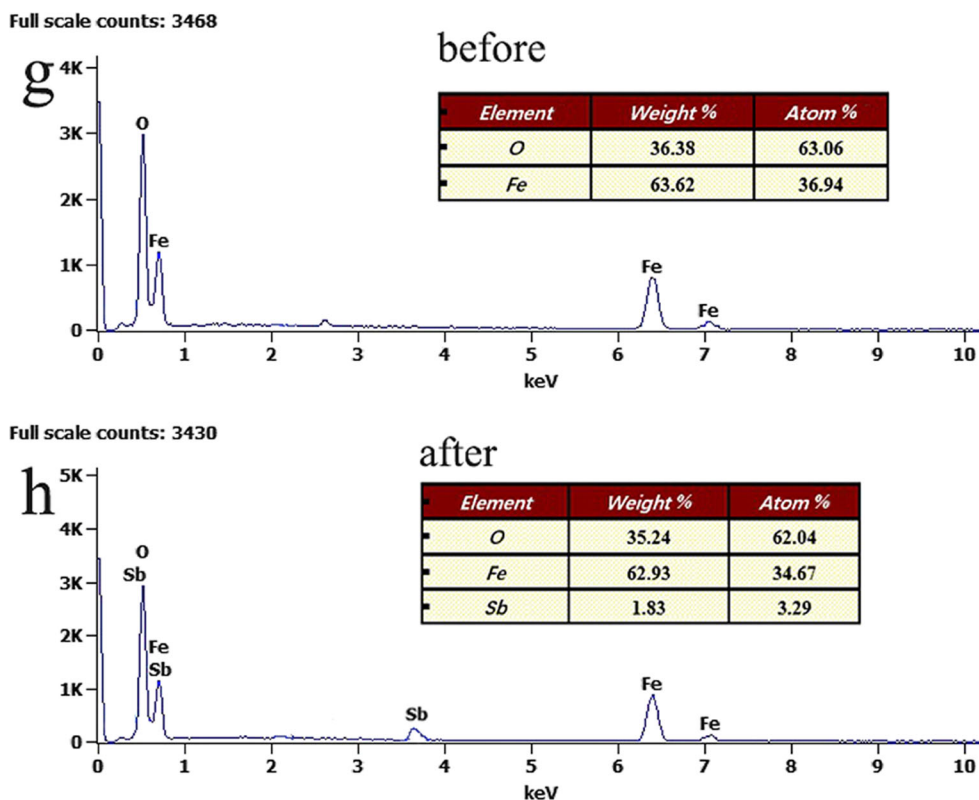 Full scale counts: 3468
g
before
4K
3K
2K
1K
0
Element Weight % Atom %
O 36.38 63.06
Fe 63.62 36.94
O
Fe
Fe
Fe
0 1 2 3 4 5 6 7 8 9 10
keV
Full scale counts: 3430
h
after
5K
4K
3K
2K
1K
0
Element Weight % Atom %
O 35.24 62.04
Fe 62.93 34.67
Sb 1.83 3.29
O
Sb
Fe
Sb
Sb
Fe
Fe
0 1 2 3 4 5 6 7 8 9 10
keV